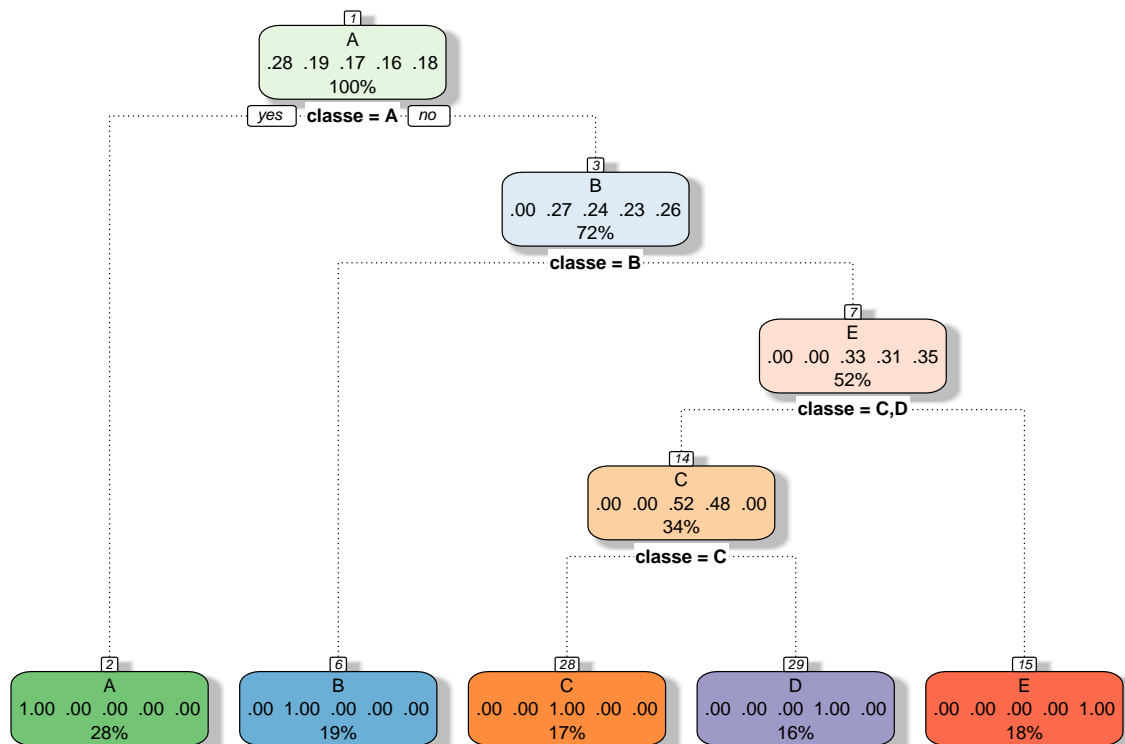 1
A
.28 .19 .17 .16 .18
100%
yes classe = A no
3
B
.00 .27 .24 .23 .26
72%
classe = B
7
E
.00 .00 .33 .31 .35
52%
classe = C,D
14
C
.00 .00 .52 .48 .00
34%
classe = C
2
A
1.00 .00 .00 .00 .00
28%
6
B
.00 1.00 .00 .00 .00
19%
28
C
.00 .00 1.00 .00 .00
17%
29
D
.00 .00 .00 1.00 .00
16%
15
E
.00 .00 .00 .00 1.00
18%